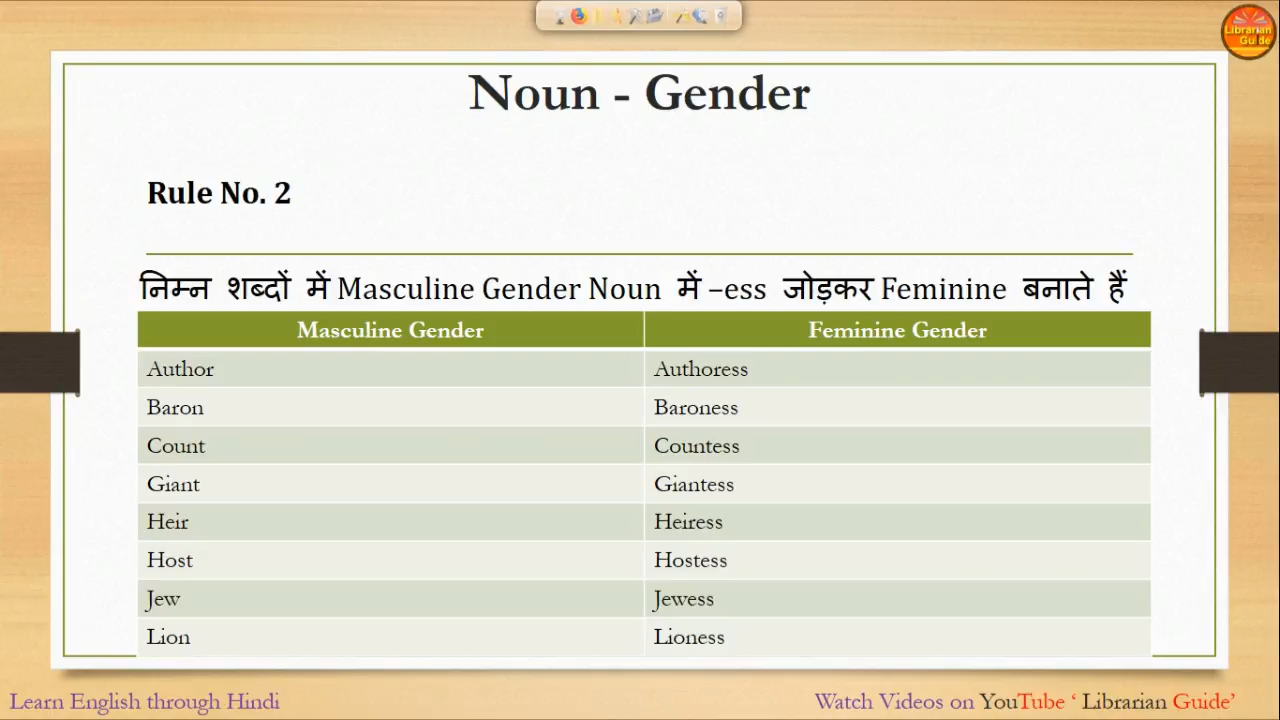 Librarian
Guide
Noun - Gender
Rule No. 2
निम्न शब्दों में Masculine Gender Noun में –ess जोड़कर Feminine बनाते हैं
Masculine Gender Feminine Gender
Author Authoress
Baron Baroness
Count Countess
Giant Giantess
Heir Heiress
Host Hostess
Jew Jewess
Lion Lioness
Learn English through Hindi Watch Videos on YouTube ‘ Librarian Guide’